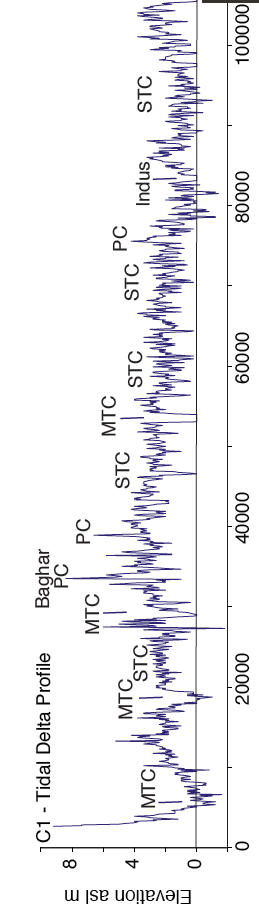 C1 - Tidal Delta Profile
Baghar
PC
MTC
MTC
STC
MTC
PC
STC
MTC
STC
STC
PC
Indus
STC
8
4
0
Elevation asl m
0
20000
40000
60000
80000
100000